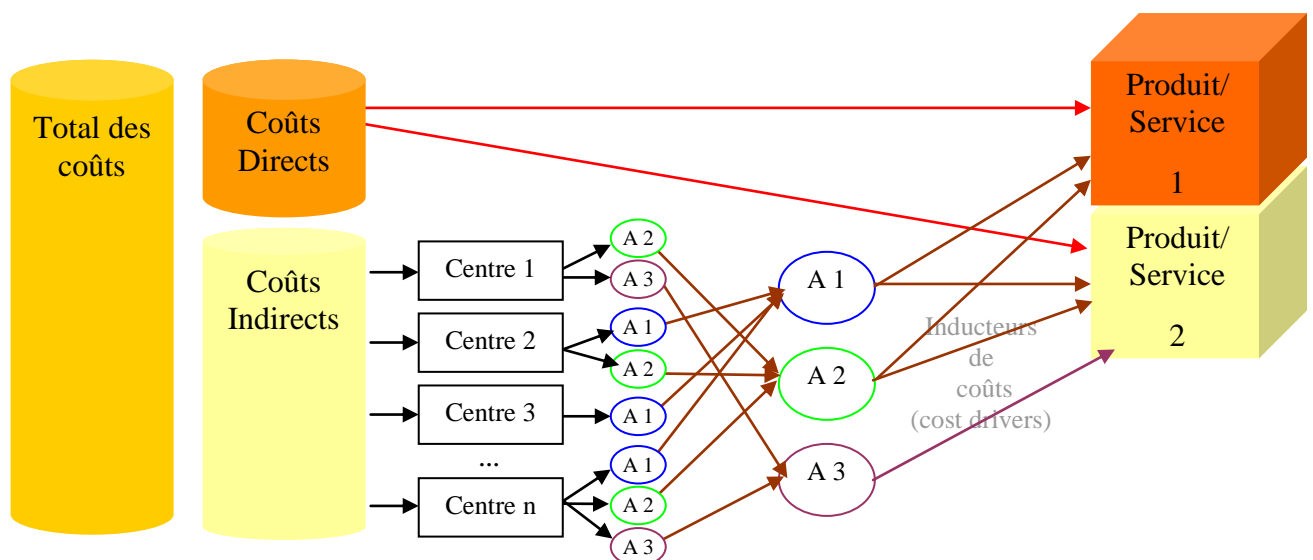 Total des
coûts
Coûts
Directs
Coûts
Indirects
Centre 1
Centre 2
Centre 3
...
Centre n
A 2
A 3
A 1
A 2
A 1
A 1
A 2
A 3
A 1
A 2
A 3
Inducteurs
de
coûts
(cost drivers)
Produit/
Service
1
Produit/
Service
2